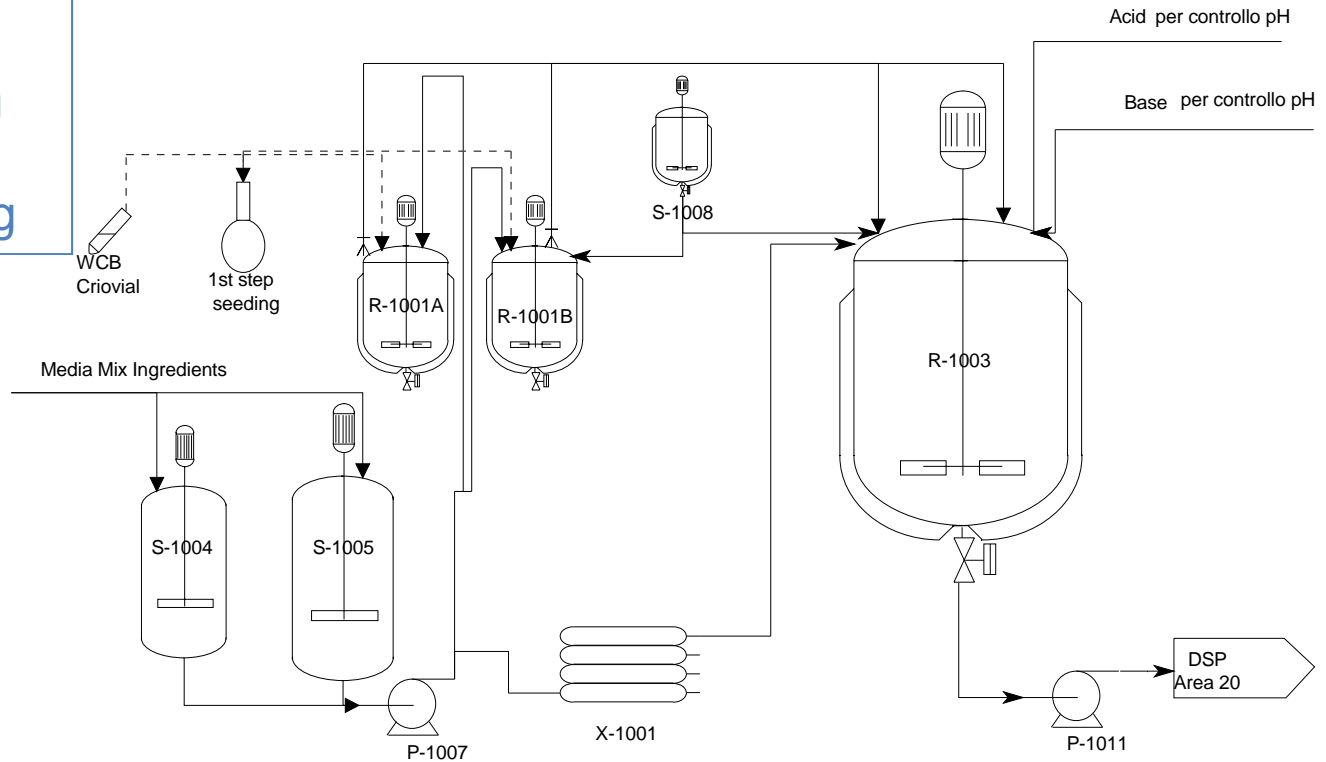 Acid per controllo pH
Base per controllo pH
g
S-1008
WCB
Criovial
1st step
seeding
R-1001A
R-1001B
Media Mix Ingredients
R-1003
S-1004
S-1005
DSP
Area 20
X-1001
P-1007
P-1011